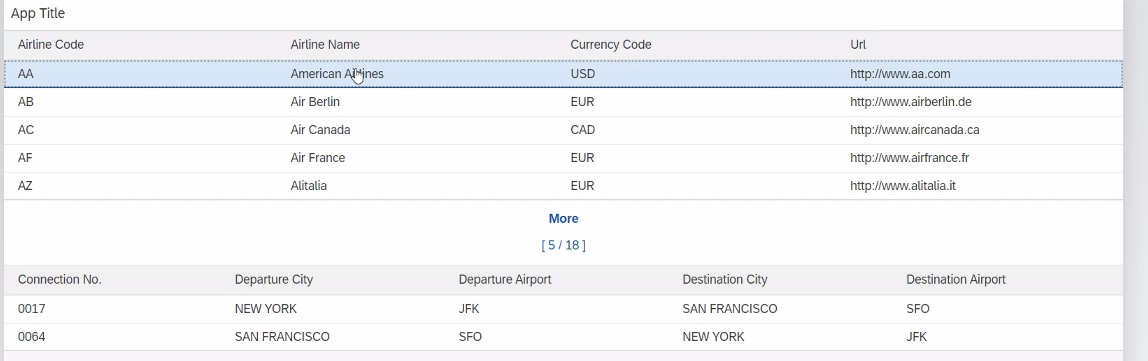 App Title
Airline Code Airline Name Currency Code Url
AA American Airlines USD http://www.aa.com
AB Air Berlin EUR http://www.airberlin.de
AC Air Canada CAD http://www.aircanada.ca
AF Air France EUR http://www.airfrance.fr
AZ Alitalia EUR http://www.alitalia.it
More
[ 5 / 18 ]
Connection No. Departure City Departure Airport Destination City Destination Airport
0017 NEW YORK JFK SAN FRANCISCO SFO
0064 SAN FRANCISCO SFO NEW YORK JFK